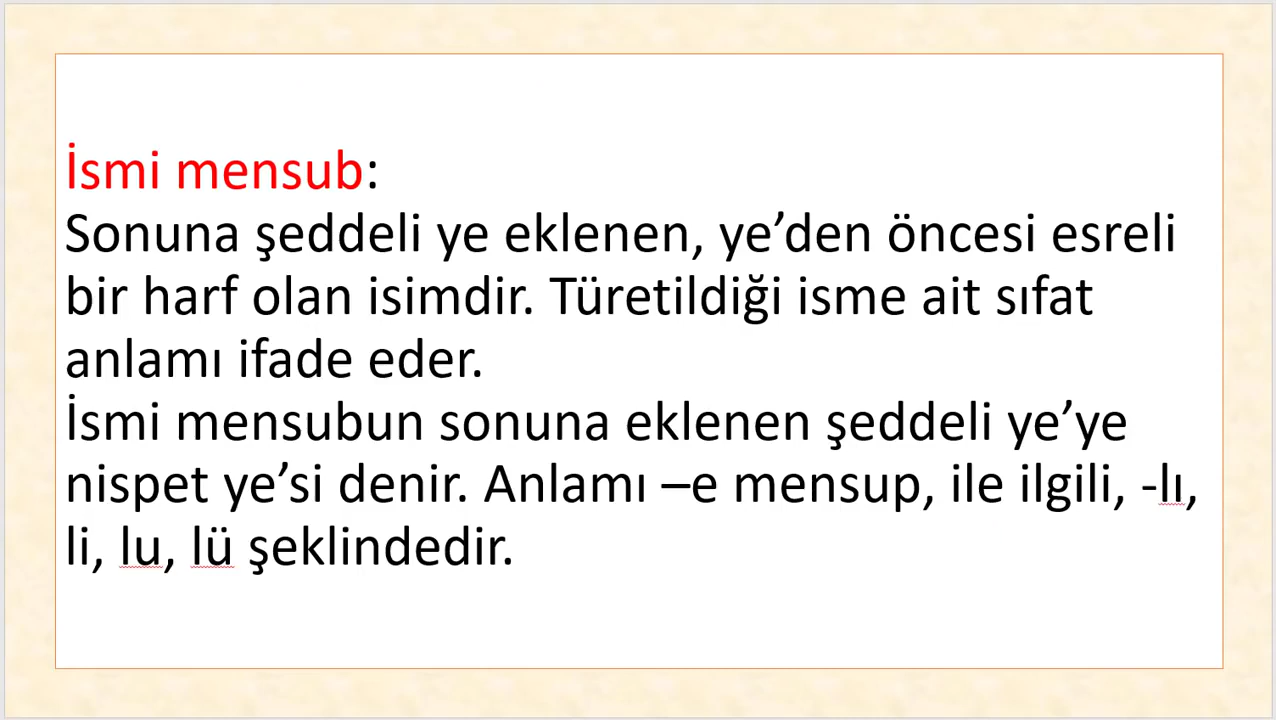 İsmi mensub:
Sonuna şeddeli ye eklenen, ye’den öncesi esreli
bir harf olan isimdir. Türetildiği isme ait sıfat
anlamı ifade eder.
İsmi mensubun sonuna eklenen şeddeli ye’ye
nispet ye’si denir. Anlamı –e mensup, ile ilgili, -lı,
li, lu, lü şeklindedir.